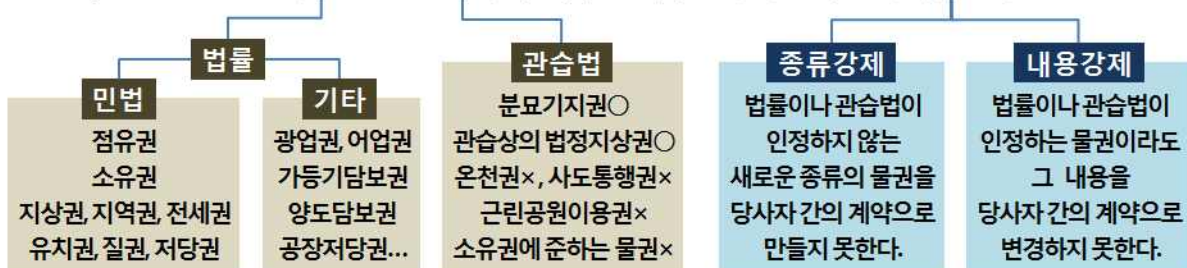 법률
민법
점유권
소유권
지상권, 지역권, 전세권
유치권, 질권, 저당권
기타
광업권, 어업권
가등기담보권
양도담보권
공장저당권...
관습법
분묘기지권○
관습상의 법정지상권○
온천권×, 사도통행권×
근린공원이용권×
소유권에 준하는 물권×
종류강제
법률이나 관습법이
인정하지 않는
새로운 종류의 물권을
당사자 간의 계약으로
만들지 못한다.
내용강제
법률이나 관습법이
인정하는 물권이라도
그 내용을
당사자 간의 계약으로
변경하지 못한다.